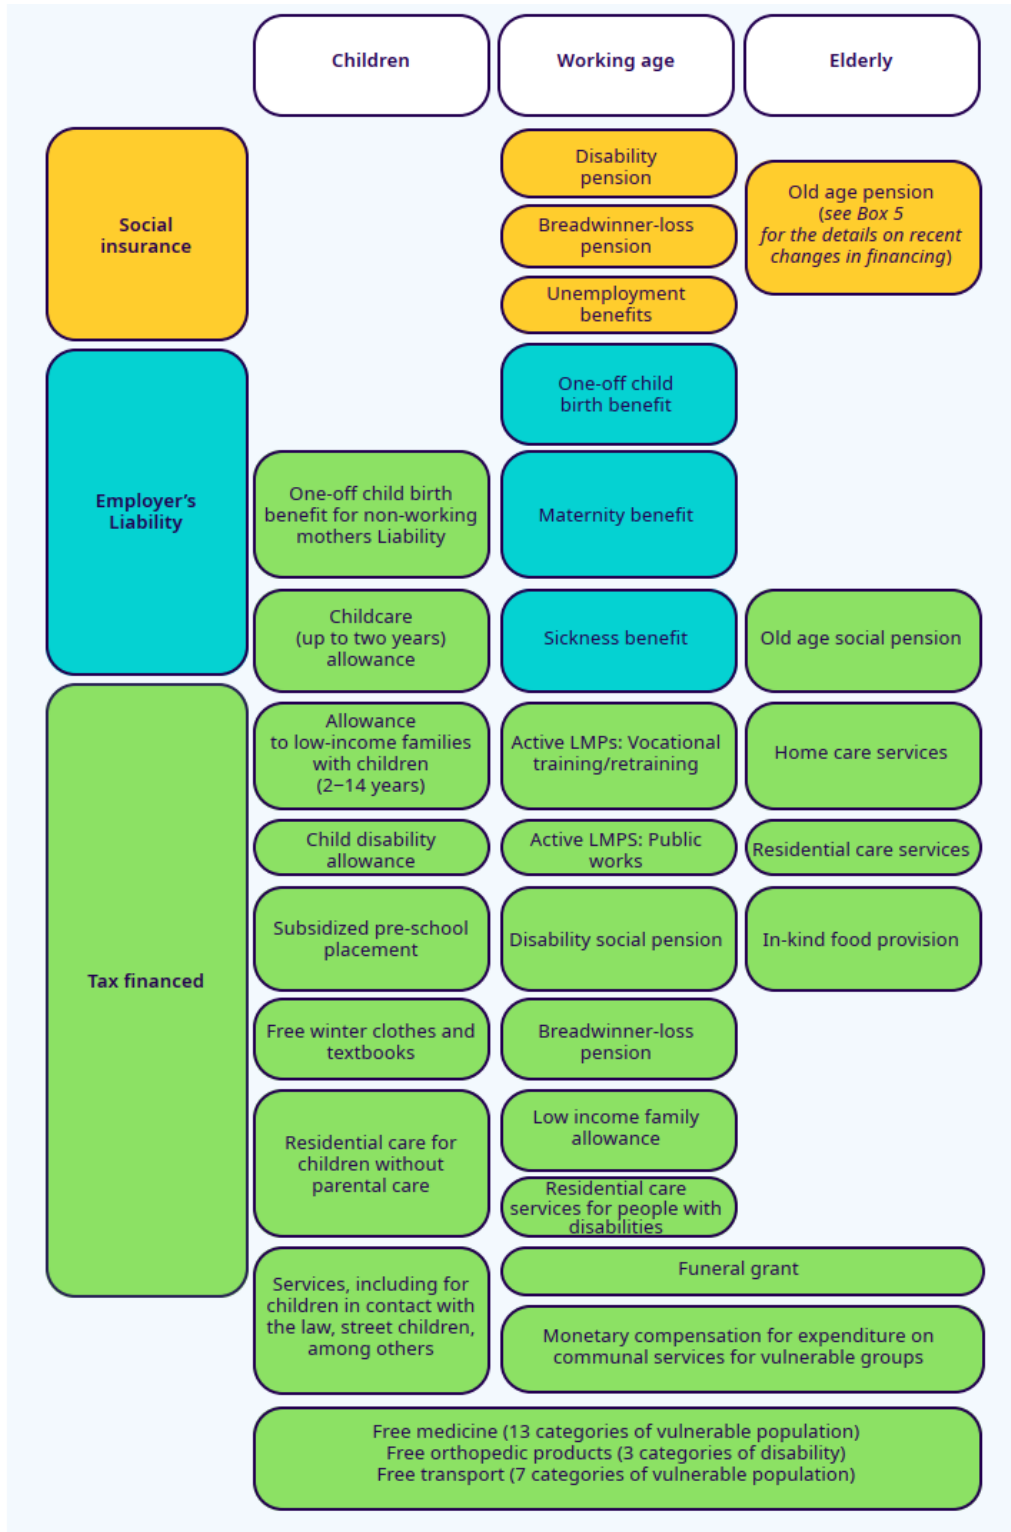 Children
Working age
Elderly
Social
insurance
Disability
pension
Breadwinner-loss
pension
Unemployment
benefits
Old age pension
(see Box 5
for the details on recent
changes in financing)
Employer’s
Liability
One-off child
birth benefit
One-off child birth
benefit for non-working
mothers Liability
Maternity benefit
Childcare
(up to two years)
allowance
Sickness benefit
Old age social pension
Tax financed
Allowance
to low-income families
with children
(2–14 years)
Active LMPs: Vocational
training/retraining
Home care services
Child disability
allowance
Active LMPS: Public
works
Residential care services
Subsidized pre-school
placement
Disability social pension
In-kind food provision
Free winter clothes and
textbooks
Breadwinner-loss
pension
Residential care for
children without
parental care
Low income family
allowance
Residential care
services for people with
disabilities
Services, including for
children in contact with
the law, street children,
among others
Funeral grant
Monetary compensation for expenditure on
communal services for vulnerable groups
Free medicine (13 categories of vulnerable population)
Free orthopedic products (3 categories of disability)
Free transport (7 categories of vulnerable population)